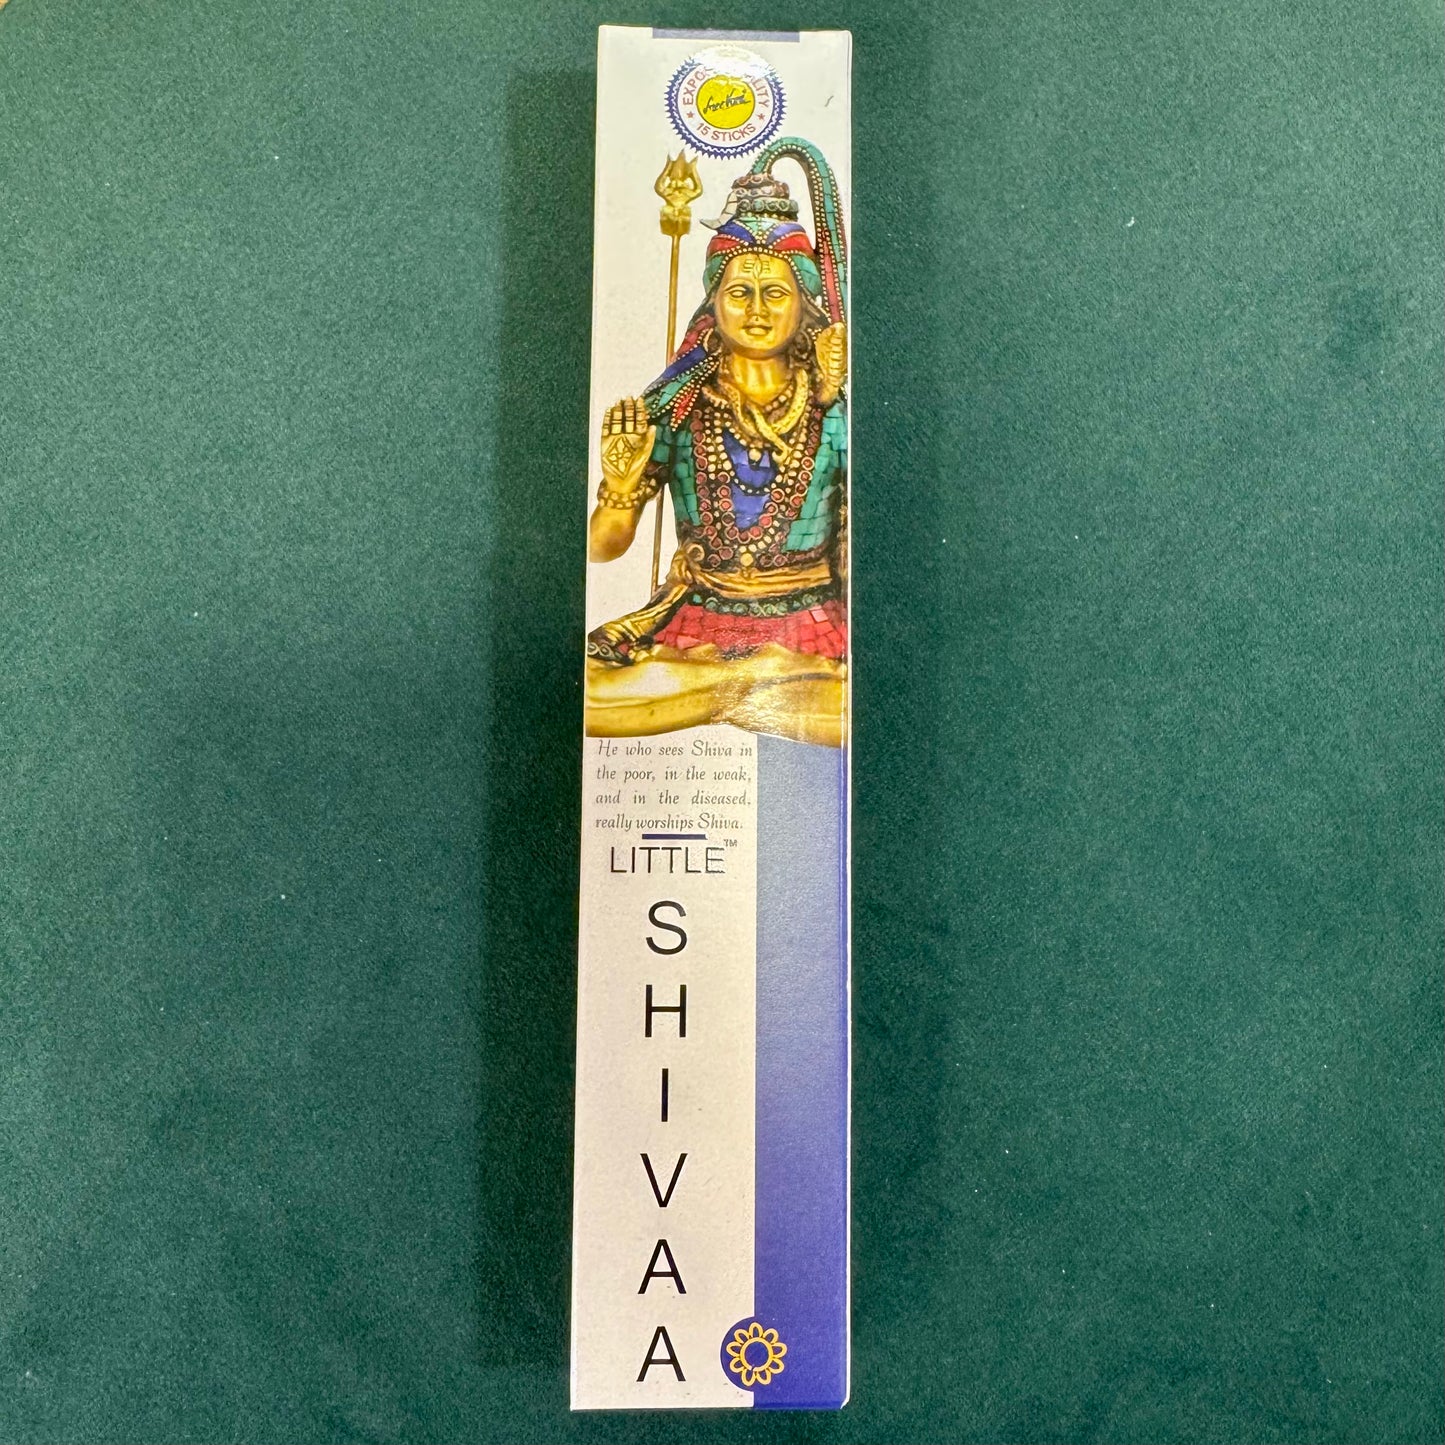 15 STICKS
He who sees Shiva in
the poor, in the weak,
and in the diseased,
really worships Shiva.
LITTLE™
S
H
I
V
A
A